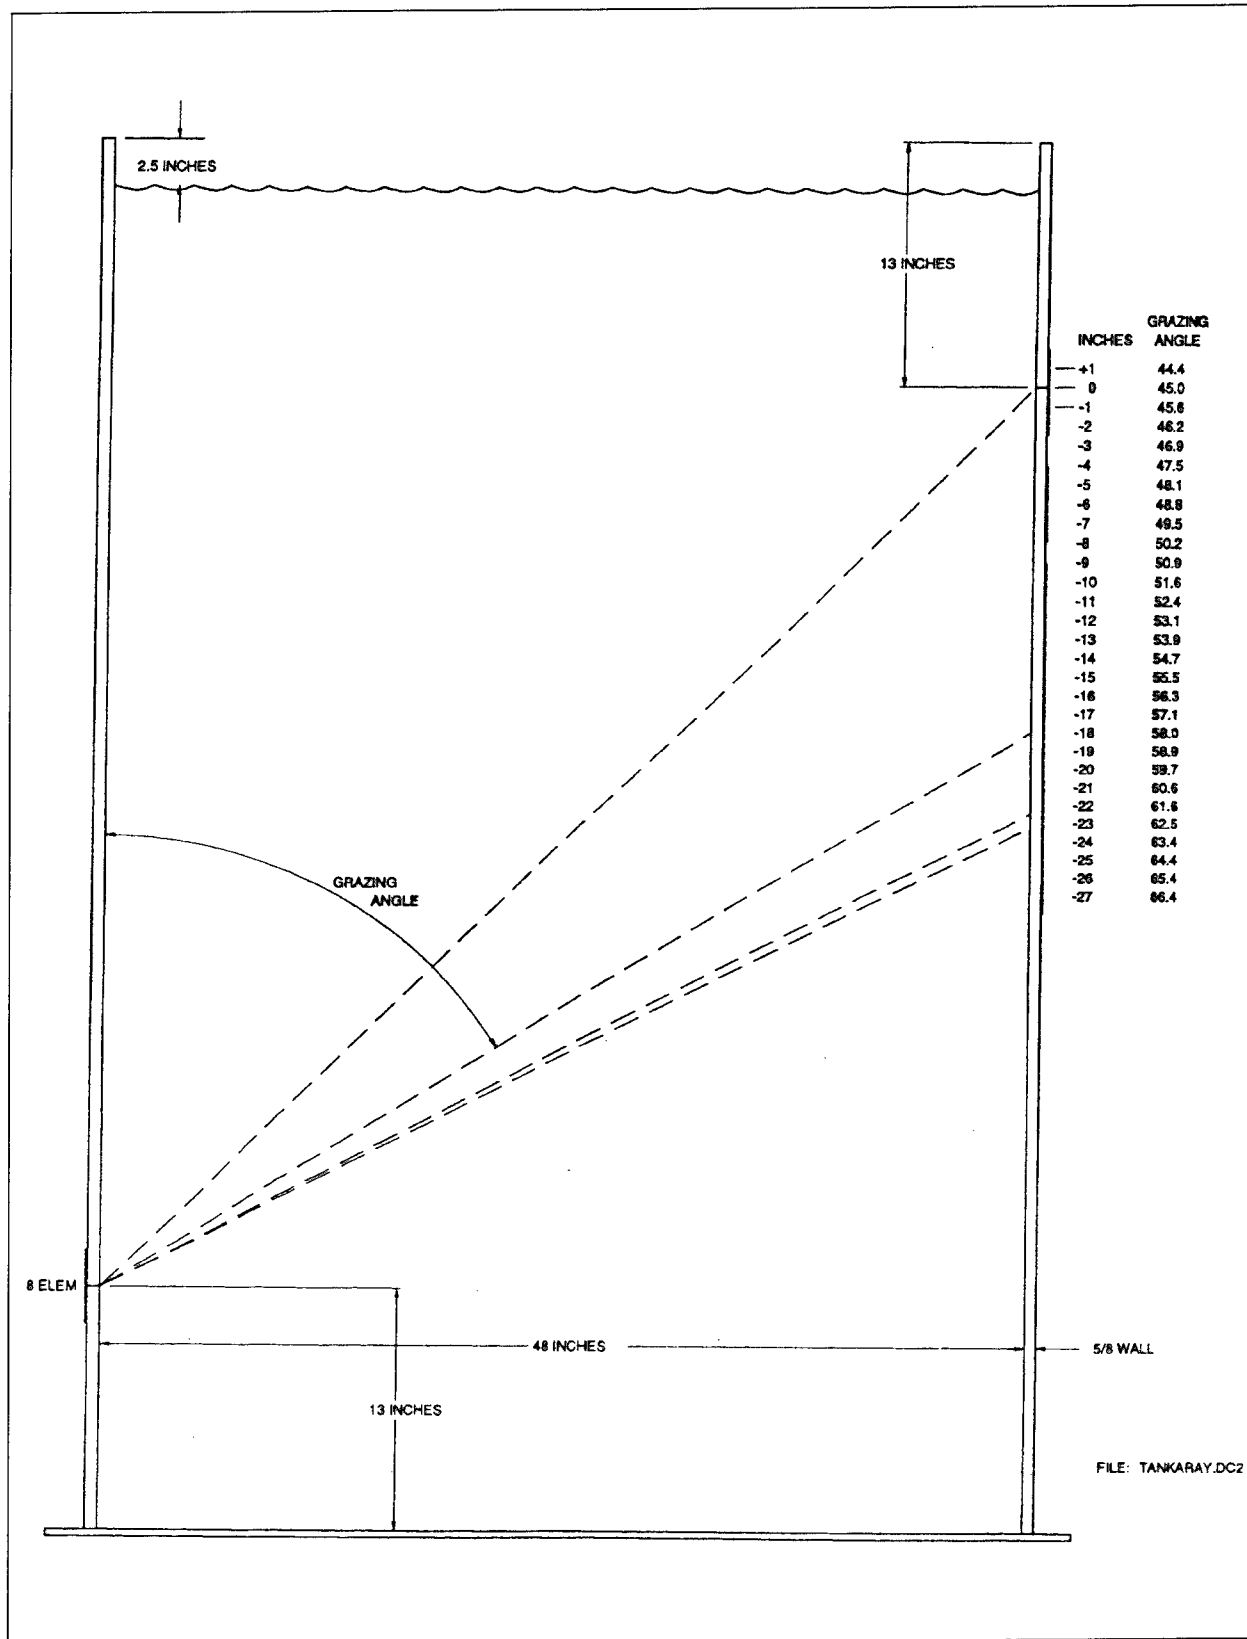 2.5 INCHES
13 INCHES
GRAZING
INCHES ANGLE
+1 44.4
0 45.0
-1 45.6
-2 46.2
-3 46.9
-4 47.5
-5 48.1
-6 48.8
-7 49.5
-8 50.2
-9 50.9
-10 51.6
-11 52.4
-12 53.1
-13 53.9
-14 54.7
-15 55.5
-16 56.3
-17 57.1
-18 58.0
-19 58.9
-20 59.7
-21 60.6
-22 61.6
-23 62.5
-24 63.4
-25 64.4
-26 65.4
-27 66.4
GRAZING
ANGLE
8 ELEM
48 INCHES
5/8 WALL
13 INCHES
FILE: TANKARAY.DC2